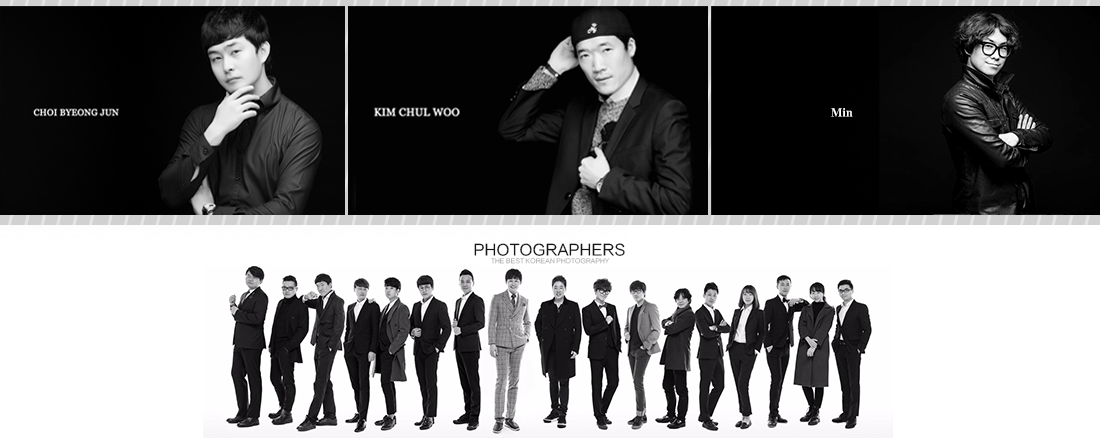 CHOI BYEONG JUN
KIM CHUL WOO
Min
PHOTOGRAPHERS
THE BEST KOREAN PHOTOGRAPHY